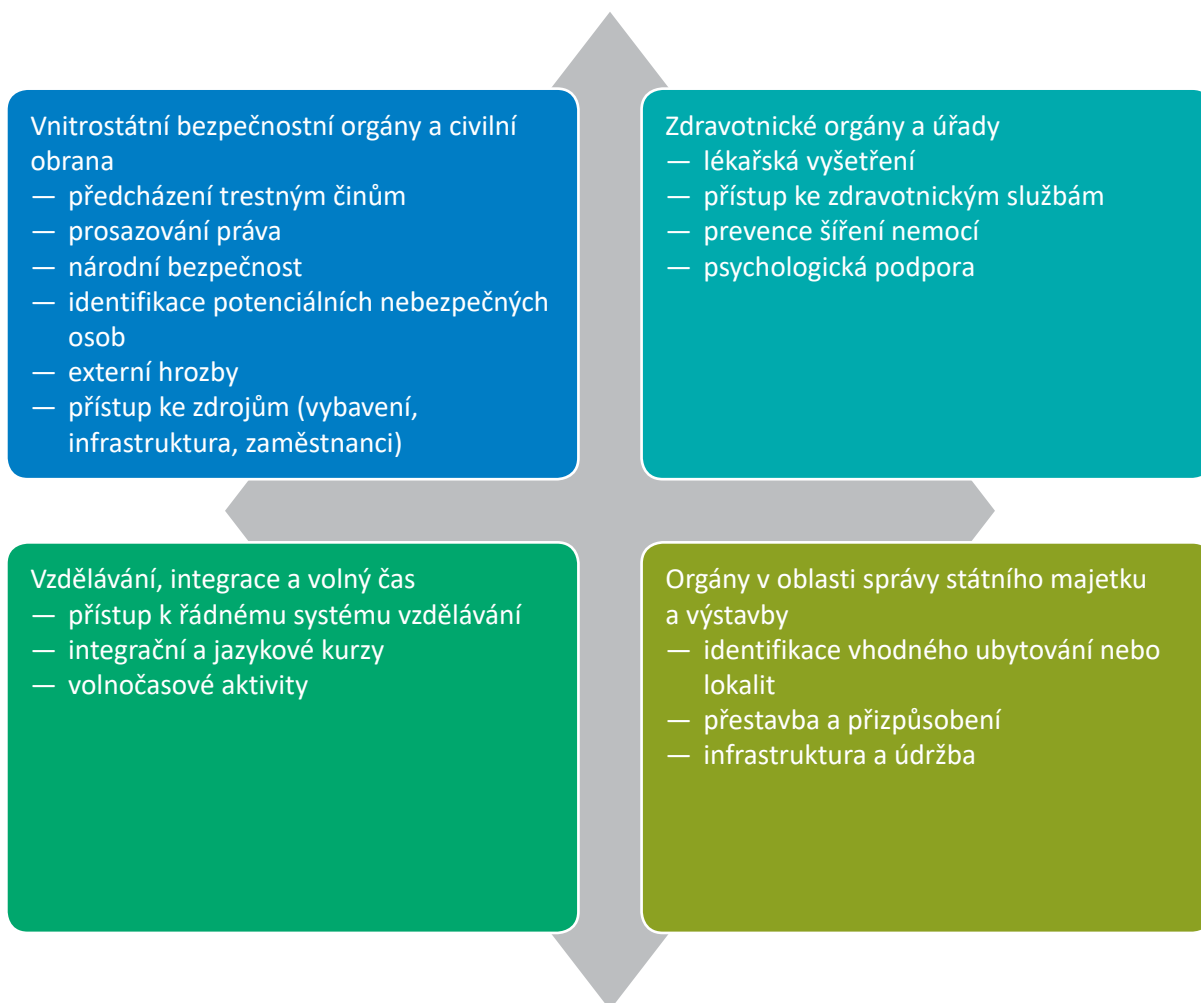 Vnitrostátní bezpečnostní orgány a civilní
obrana
— předcházení trestným činům
— prosazování práva
— národní bezpečnost
— identifikace potenciálních nebezpečných
osob
— externí hrozby
— přístup ke zdrojům (vybavení,
infrastruktura, zaměstnanci)
Zdravotnické orgány a úřady
— lékařská vyšetření
— přístup ke zdravotnickým službám
— prevence šíření nemocí
— psychologická podpora
Vzdělávání, integrace a volný čas
— přístup k řádnému systému vzdělávání
— integrační a jazykové kurzy
— volnočasové aktivity
Orgány v oblasti správy státního majetku
a výstavby
— identifikace vhodného ubytování nebo
lokalit
— přestavba a přizpůsobení
— infrastruktura a údržba